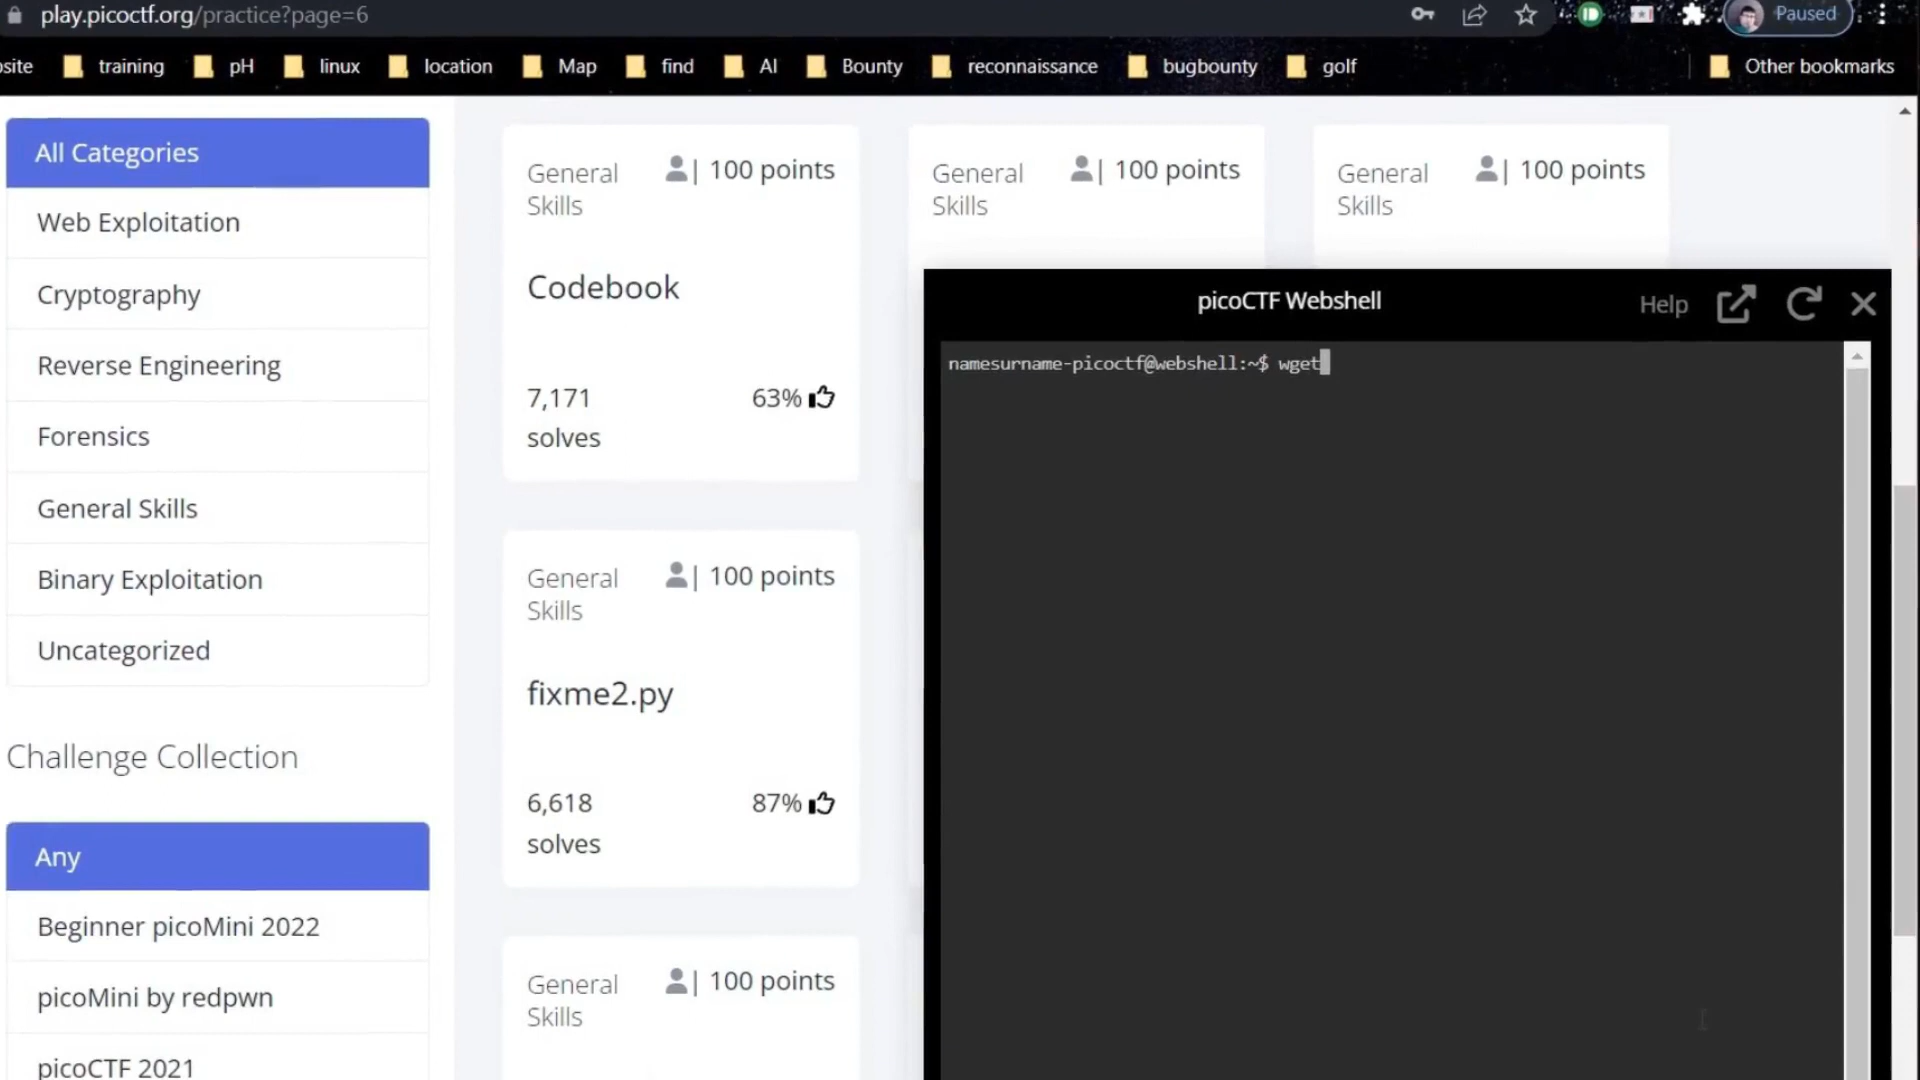 play.picoctf.org/practice?page=6
Paused
site
training
pH
linux
location
Map
find
AI
Bounty
reconnaissance
bugbounty
golf
Other bookmarks
All Categories
Web Exploitation
Cryptography
Reverse Engineering
Forensics
General Skills
Binary Exploitation
Uncategorized
Challenge Collection
Any
Beginner picoMini 2022
picoMini by redpwn
picoCTF 2021
General
Skills
| 100 points
Codebook
7,171
solves
63%
General
Skills
| 100 points
General
Skills
| 100 points
General
Skills
| 100 points
fixme2.py
6,618
solves
87%
General
Skills
| 100 points
picoCTF Webshell
Help
namesurname-picoctf@webshell:~$ wget